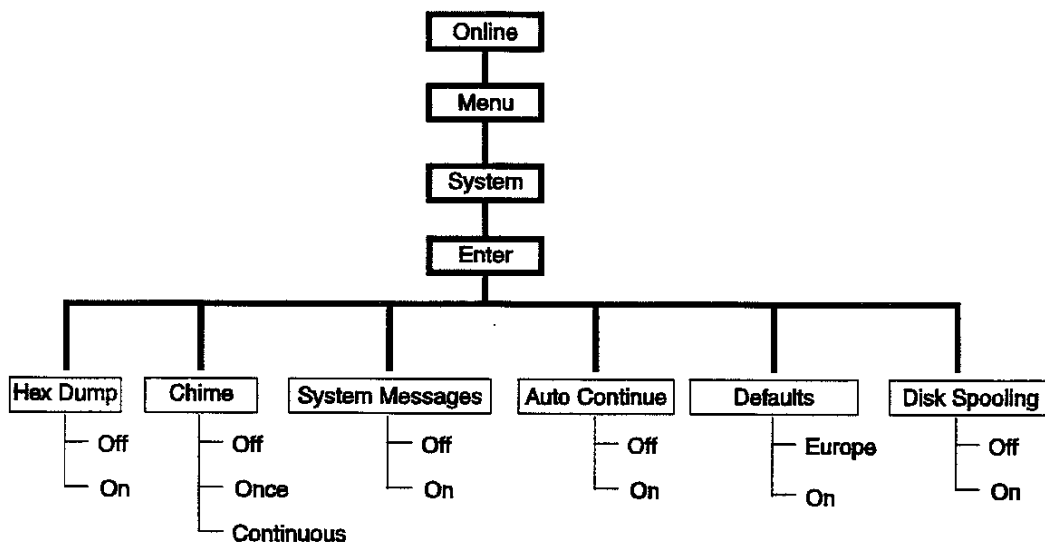 Online
Menu
System
Enter
Hex Dump
Chime
System Messages
Auto Continue
Defaults
Disk Spooling
Off
Off
Off
Off
Europe
Off
On
Once
On
On
On
On
Continuous